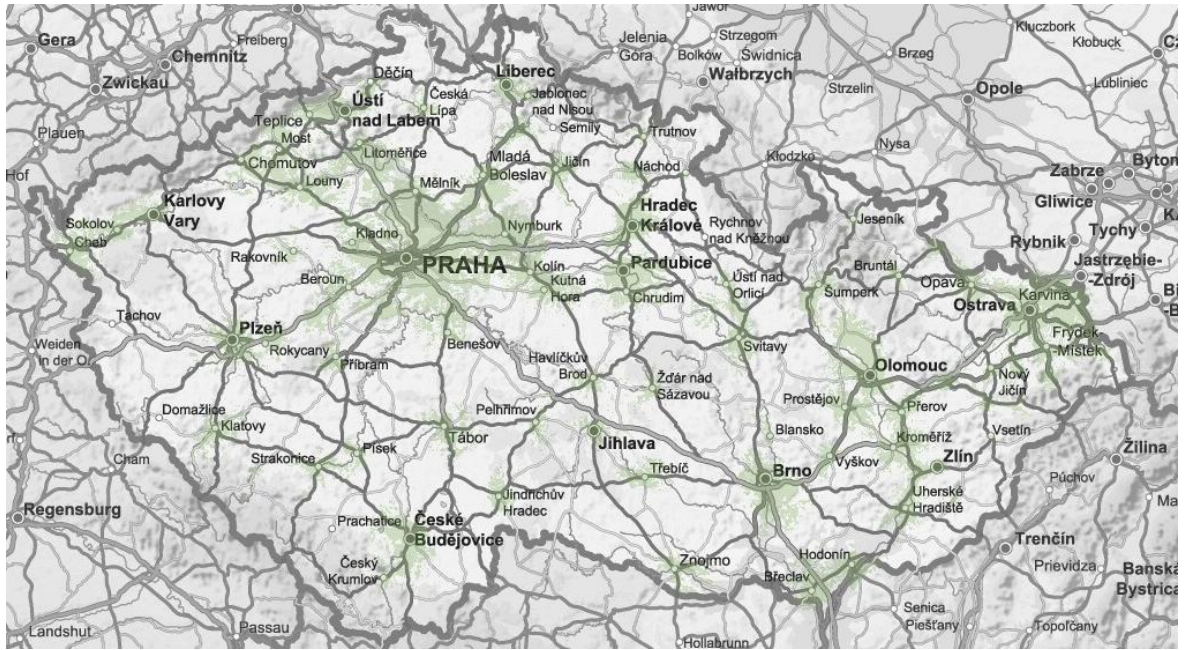 Gera
Chemnitz
Freiberg
Zwickau
Plauen
Hof
Jelenia
Góra
Jawor
Strzegom
Bolków
Świdnica
Wałbrzych
Strzelin
Brzeg
Kluczbork
Kłobuck
Opole
Lubliniec
Nysa
Kłodzko
Zabrze
Bytom
Gliwice
Tychy
Rybnik
Jastrzębie-
-Zdrój
Děčín
Ústí
nad Labem
Teplice
Most
Chomutov
Litoměřice
Louny
Česká
Lípa
Liberec
Jablonec
nad Nisou
Semily
Trutnov
Náchod
Mladá
Boleslav
Jičín
Mělník
Karlovy
Vary
Sokolov
Cheb
Kladno
Rakovník
Beroun
PRAHA
Nymburk
Kolín
Kutná
Hora
Hradec
Králové
Rychnov
nad Kněžnou
Pardubice
Chrudim
Ústí nad
Orlicí
Svitavy
Jeseník
Bruntál
Šumperk
Opava
Ostrava
Karviná
Frýdek-
-Místek
Nový
Jičín
Tachov
Plzeň
Rokycany
Příbram
Benešov
Weiden
in der O.
Domažlice
Klatovy
Havlíčkův
Brod
Žďár nad
Sázavou
Pelhřimov
Jihlava
Tábor
Písek
Strakonice
Třebíč
Olomouc
Prostějov
Přerov
Blansko
Vyškov
Kroměříž
Vsetín
Zlín
Brno
Uherské
Hradiště
Hodonín
Břeclav
Znojmo
Jindřichův
Hradec
Prachatice
České
Budějovice
Český
Krumlov
Cham
Regensburg
Landshut
Passau
Hollabrunn
Žilina
Púchov
Trenčín
Prievidza
Banská
Bystrica
Senica
Piešťany
Topoľčany